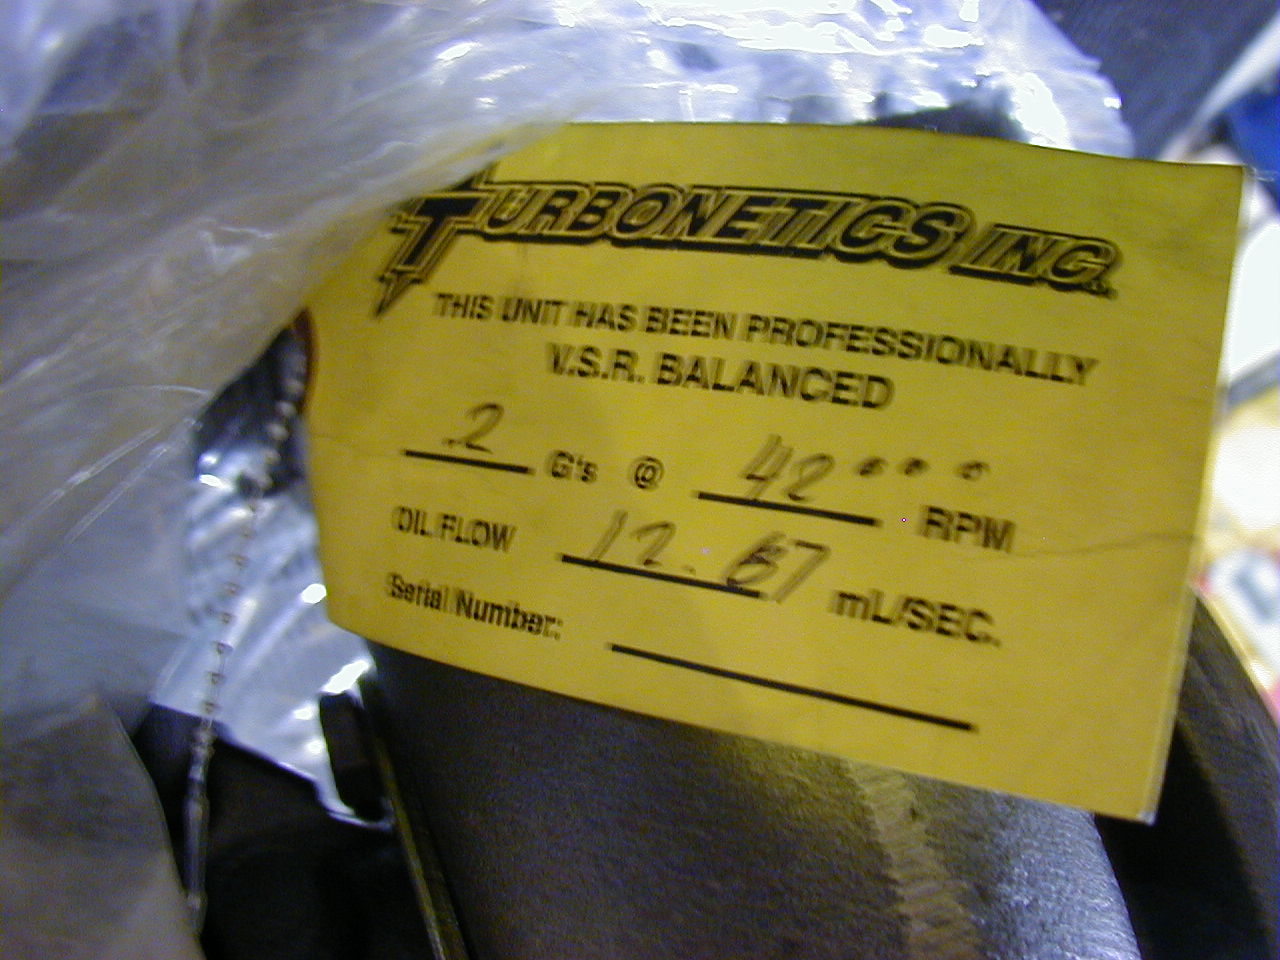 TURBONETICS INC.
THIS UNIT HAS BEEN PROFESSIONALLY
V.S.R. BALANCED
.2 G's @ 42000 RPM
OIL FLOW 12.67 mL/SEC.
Serial Number: